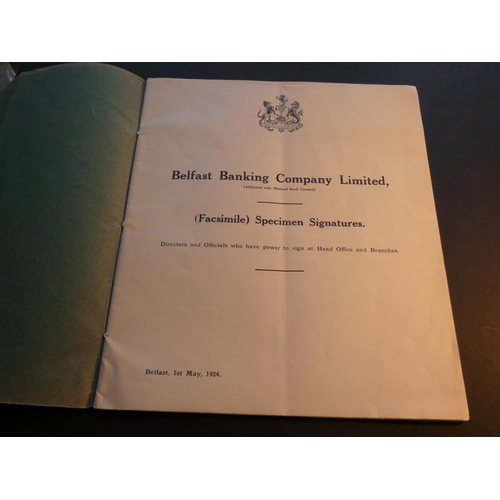 Belfast Banking Company Limited,
(Affiliated with Midland Bank Limited)
(Facsimile) Specimen Signatures.
Directors and Officials who have power to sign at Head Office and Branches.
Belfast, 1st May, 1924.